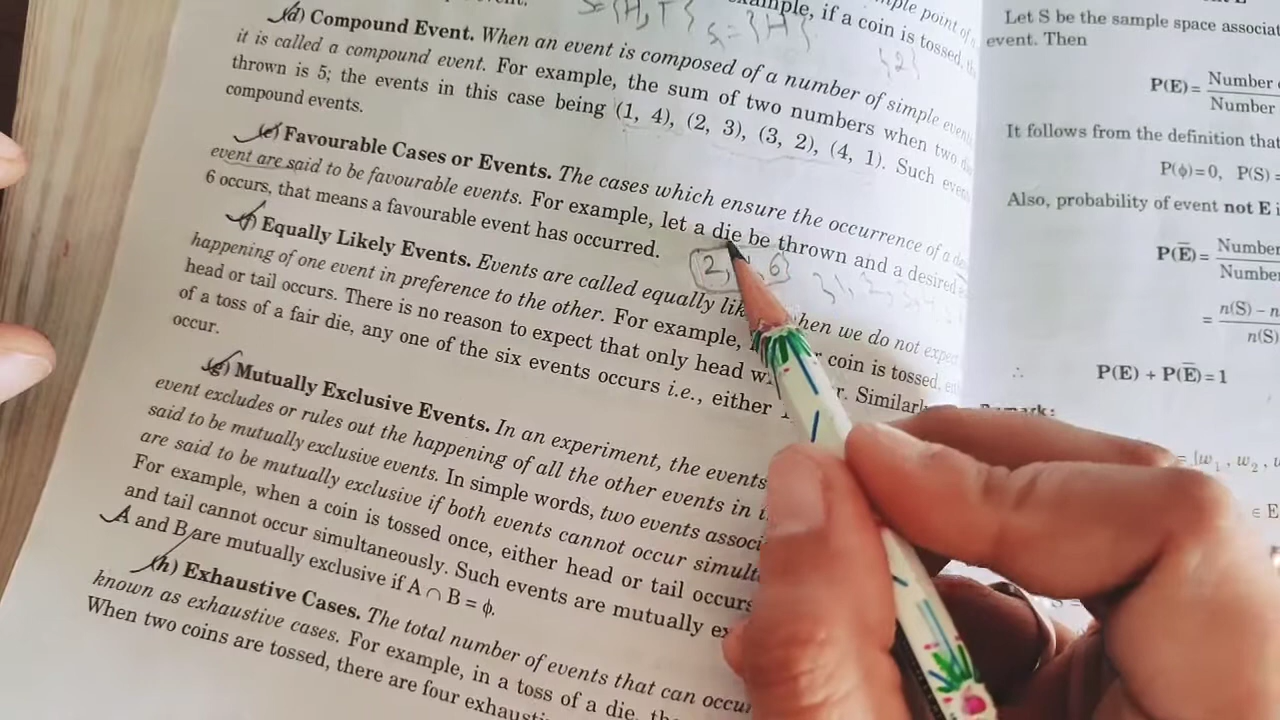 S={H, T}
S₁={H}
{2}
(d) Compound Event. When an event is composed of a number of simple
it is called a compound event. For example, the sum of two numbers when two
thrown is 5; the events in this case being (1, 4), (2, 3), (3, 2), (4, 1). Such
compound events.
(e) Favourable Cases or Events. The cases which ensure the occurrence of a
event are said to be favourable events. For example, let a die be thrown and a desired
6 occurs, that means a favourable event has occurred.
(f) Equally Likely Events. Events are called equally when we do not
happening of one event in preference to the other. For example, coin is tossed,
head or tail occurs. There is no reason to expect that only head
of a toss of a fair die, any one of the six events occurs i.e., either
occur.
(g) Mutually Exclusive Events. In an experiment, the events
event excludes or rules out the happening of all the other events in
said to be mutually exclusive events. In simple words, two events
are said to be mutually exclusive if both events cannot occur
For example, when a coin is tossed once, either head or tail occurs
and tail cannot occur simultaneously. Such events are mutually
A and B are mutually exclusive if A ∩ B = ϕ.
(h) Exhaustive Cases. The total number of events that can occur
known as exhaustive cases. For example, in a toss of a die,
When two coins are tossed, there are four
Let S be the sample space
event. Then
P(E) = Number
Number
It follows from the definition that
P(ϕ)=0, P(S) =
Also, probability of event not E
P(E̅) = Number
Number
= n(S) –
n(S)
∴ P(E) + P(E̅) = 1
Remark: